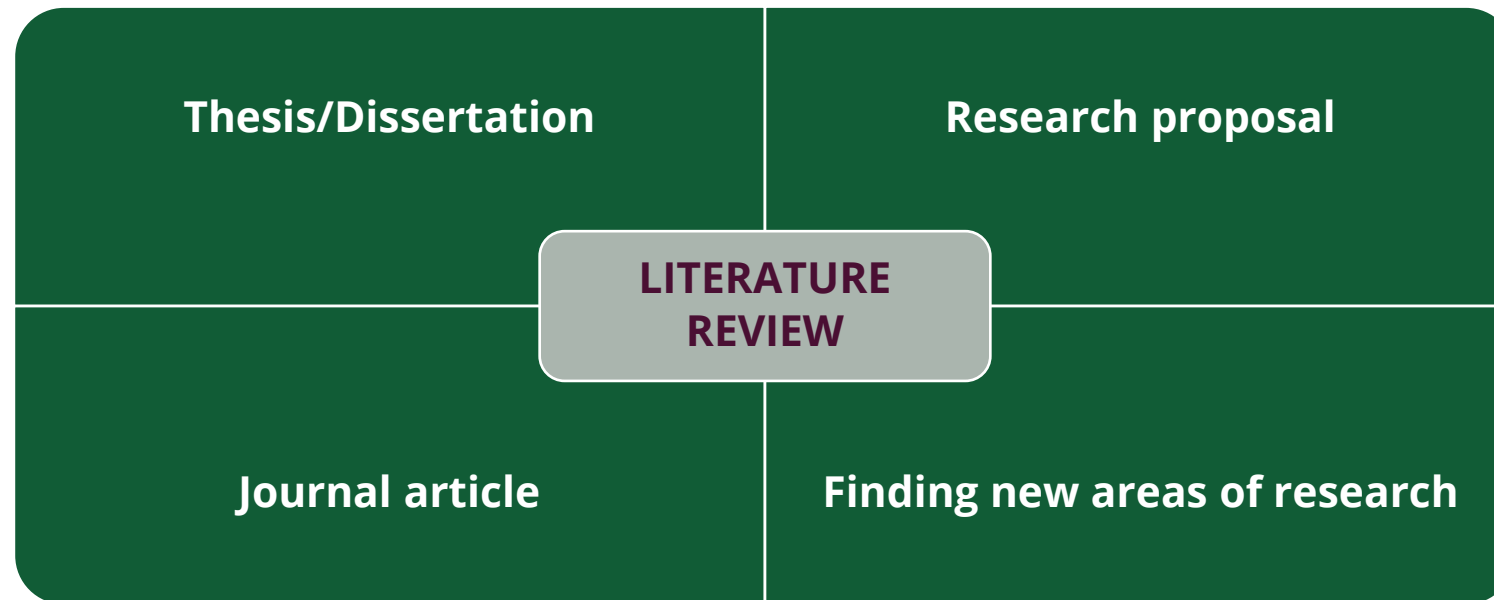 Thesis/Dissertation
Research proposal
LITERATURE
REVIEW
Journal article
Finding new areas of research